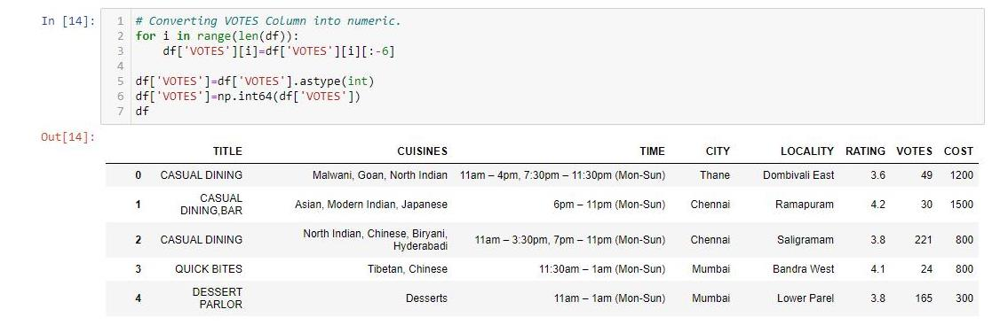 In [14]:
1 # Converting VOTES Column into numeric.
2 for i in range(len(df)):
3     df['VOTES'][i]=df['VOTES'][i][:-6]
4
5 df['VOTES']=df['VOTES'].astype(int)
6 df['VOTES']=np.int64(df['VOTES'])
7 df
Out[14]:
TITLE CUISINES TIME CITY LOCALITY RATING VOTES COST
0 CASUAL DINING Malwani, Goan, North Indian 11am – 4pm, 7:30pm – 11:30pm (Mon-Sun) Thane Dombivali East 3.6 49 1200
CASUAL
1 Asian, Modern Indian, Japanese 6pm – 11pm (Mon-Sun) Chennai Ramapuram 4.2 30 1500
DINING,BAR
North Indian, Chinese, Biryani,
2 CASUAL DINING 11am – 3:30pm, 7pm – 11pm (Mon-Sun) Chennai Saligramam 3.8 221 800
Hyderabadi
3 QUICK BITES Tibetan, Chinese 11:30am – 1am (Mon-Sun) Mumbai Bandra West 4.1 24 800
DESSERT
4 Desserts 11am – 1am (Mon-Sun) Mumbai Lower Parel 3.8 165 300
PARLOR